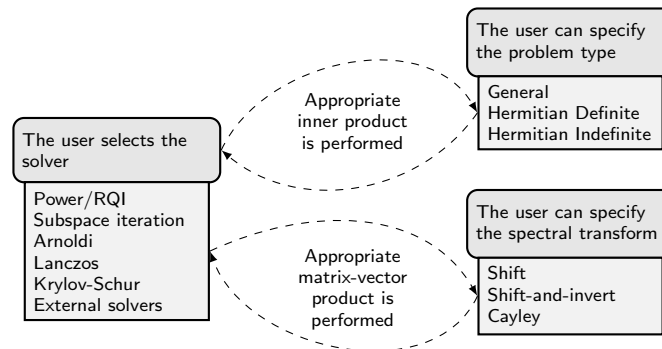 The user can specify
the problem type
General
Hermitian Definite
Hermitian Indefinite
Appropriate
inner product
is performed
The user selects the
solver
Power/RQI
Subspace iteration
Arnoldi
Lanczos
Krylov-Schur
External solvers
Appropriate
matrix-vector
product is
performed
The user can specify
the spectral transform
Shift
Shift-and-invert
Cayley